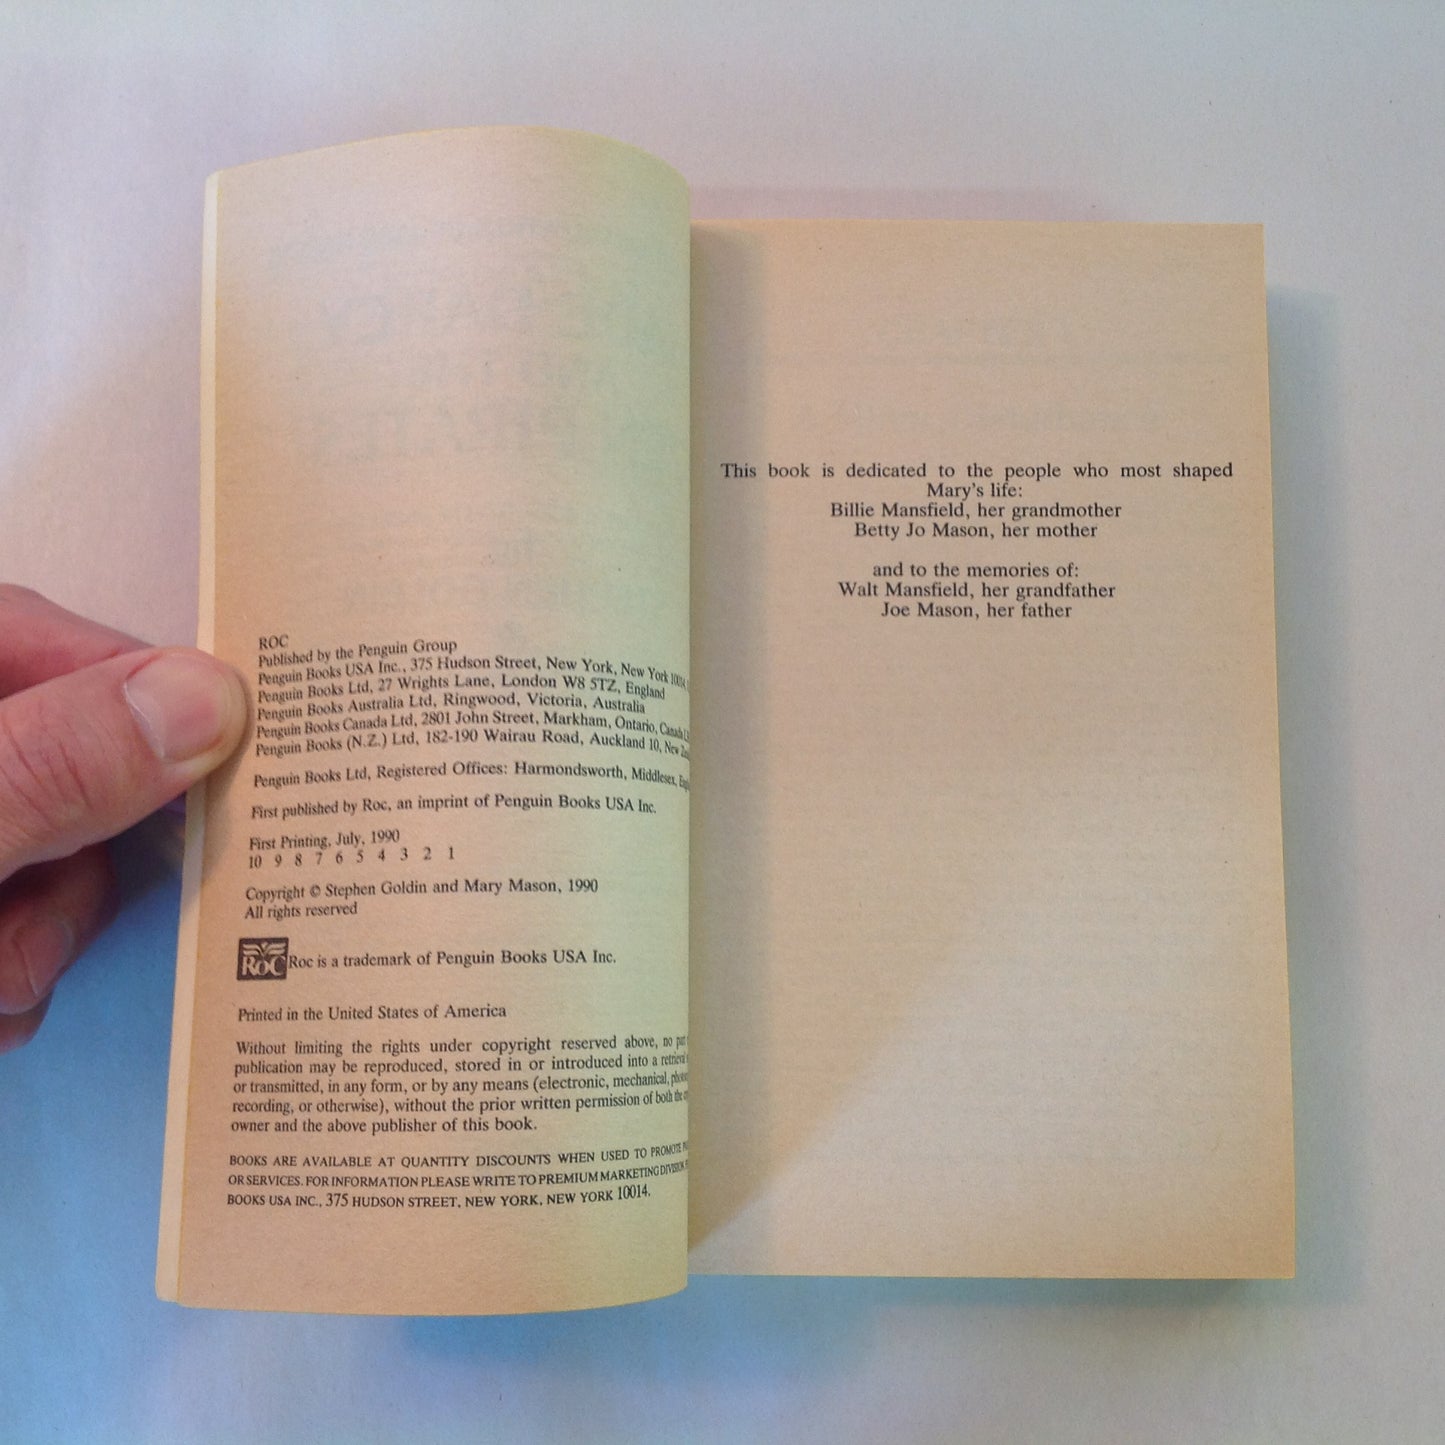 ROC
Published by the Penguin Group
Penguin Books USA Inc., 375 Hudson Street, New York, New York 10014,
Penguin Books Ltd, 27 Wrights Lane, London W8 5TZ, England
Penguin Books Australia Ltd, Ringwood, Victoria, Australia
Penguin Books Canada Ltd, 2801 John Street, Markham, Ontario, Canada
Penguin Books (N.Z.) Ltd, 182-190 Wairau Road, Auckland 10, New
Penguin Books Ltd, Registered Offices: Harmondsworth, Middlesex,
First published by Roc, an imprint of Penguin Books USA Inc.
First Printing, July, 1990
10 9 8 7 6 5 4 3 2 1
Copyright © Stephen Goldin and Mary Mason, 1990
All rights reserved
ROC Roc is a trademark of Penguin Books USA Inc.
Printed in the United States of America
Without limiting the rights under copyright reserved above, no part
publication may be reproduced, stored in or introduced into a retrieval
or transmitted, in any form, or by any means (electronic, mechanical,
recording, or otherwise), without the prior written permission of both the
owner and the above publisher of this book.
BOOKS ARE AVAILABLE AT QUANTITY DISCOUNTS WHEN USED TO PROMOTE
OR SERVICES. FOR INFORMATION PLEASE WRITE TO PREMIUM MARKETING DIVISION
BOOKS USA INC., 375 HUDSON STREET, NEW YORK, NEW YORK 10014.
This book is dedicated to the people who most shaped
Mary's life:
Billie Mansfield, her grandmother
Betty Jo Mason, her mother
and to the memories of:
Walt Mansfield, her grandfather
Joe Mason, her father